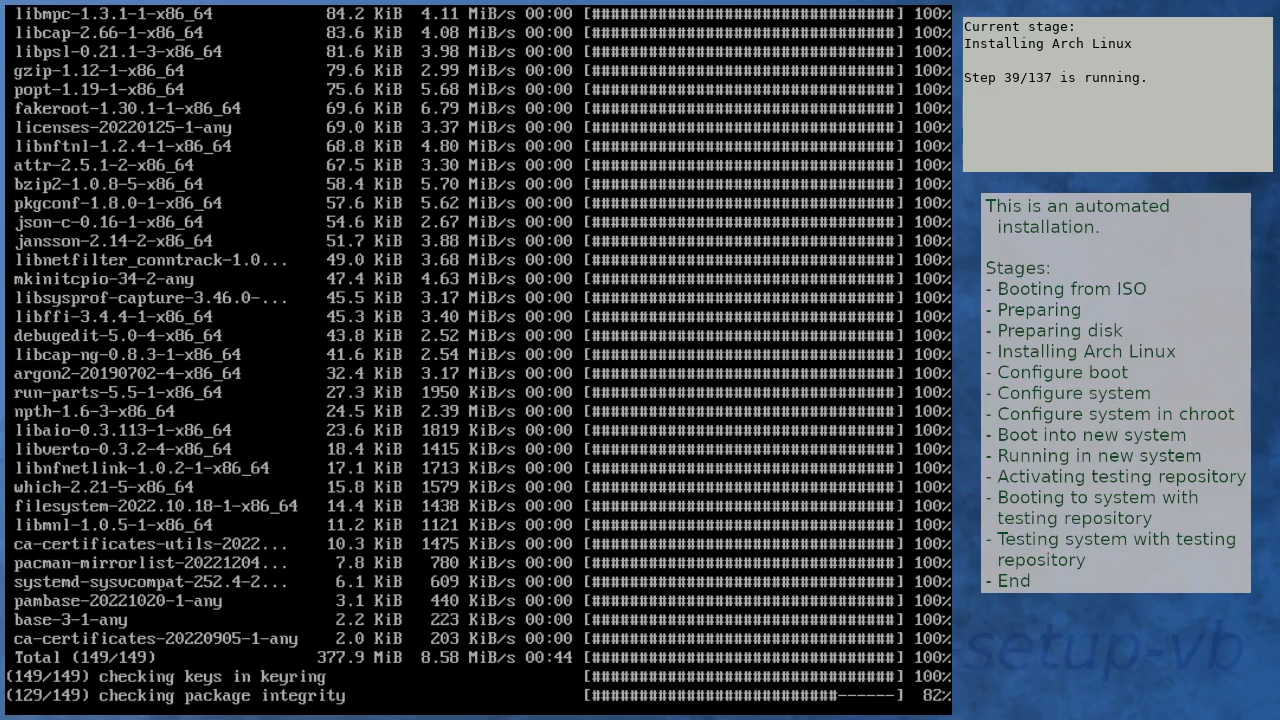 libmpc-1.3.1-1-x86_64 84.2 KiB 4.11 MiB/s 00:00 [################################] 100%
libcap-2.66-1-x86_64 83.6 KiB 4.08 MiB/s 00:00 [################################] 100%
libpsl-0.21.1-3-x86_64 81.6 KiB 3.98 MiB/s 00:00 [################################] 100%
gzip-1.12-1-x86_64 79.6 KiB 2.99 MiB/s 00:00 [################################] 100%
popt-1.19-1-x86_64 75.6 KiB 5.68 MiB/s 00:00 [################################] 100%
fakeroot-1.30.1-1-x86_64 69.6 KiB 6.79 MiB/s 00:00 [################################] 100%
licenses-20220125-1-any 69.0 KiB 3.37 MiB/s 00:00 [################################] 100%
libnftnl-1.2.4-1-x86_64 68.8 KiB 4.80 MiB/s 00:00 [################################] 100%
attr-2.5.1-2-x86_64 67.5 KiB 3.30 MiB/s 00:00 [################################] 100%
bzip2-1.0.8-5-x86_64 58.4 KiB 5.70 MiB/s 00:00 [################################] 100%
pkgconf-1.8.0-1-x86_64 57.6 KiB 5.62 MiB/s 00:00 [################################] 100%
json-c-0.16-1-x86_64 54.6 KiB 2.67 MiB/s 00:00 [################################] 100%
jansson-2.14-2-x86_64 51.7 KiB 3.88 MiB/s 00:00 [################################] 100%
libnetfilter_conntrack-1.0... 49.0 KiB 3.68 MiB/s 00:00 [################################] 100%
mkinitcpio-34-2-any 47.4 KiB 4.63 MiB/s 00:00 [################################] 100%
libsysprof-capture-3.46.0-... 45.5 KiB 3.17 MiB/s 00:00 [################################] 100%
libffi-3.4.4-1-x86_64 45.3 KiB 3.40 MiB/s 00:00 [################################] 100%
debugedit-5.0-4-x86_64 43.8 KiB 2.52 MiB/s 00:00 [################################] 100%
libcap-ng-0.8.3-1-x86_64 41.6 KiB 2.54 MiB/s 00:00 [################################] 100%
argon2-20190702-4-x86_64 32.4 KiB 3.17 MiB/s 00:00 [################################] 100%
run-parts-5.5-1-x86_64 27.3 KiB 1950 KiB/s 00:00 [################################] 100%
npth-1.6-3-x86_64 24.5 KiB 2.39 MiB/s 00:00 [################################] 100%
libaio-0.3.113-1-x86_64 23.6 KiB 1819 KiB/s 00:00 [################################] 100%
libverto-0.3.2-4-x86_64 18.4 KiB 1415 KiB/s 00:00 [################################] 100%
libnfnetlink-1.0.2-1-x86_64 17.1 KiB 1713 KiB/s 00:00 [################################] 100%
which-2.21-5-x86_64 15.8 KiB 1579 KiB/s 00:00 [################################] 100%
filesystem-2022.10.18-1-x86_64 14.4 KiB 1438 KiB/s 00:00 [################################] 100%
libmnl-1.0.5-1-x86_64 11.2 KiB 1121 KiB/s 00:00 [################################] 100%
ca-certificates-utils-2022... 10.3 KiB 1475 KiB/s 00:00 [################################] 100%
pacman-mirrorlist-20221204... 7.8 KiB 780 KiB/s 00:00 [################################] 100%
systemd-sysvcompat-252.4-2... 6.1 KiB 609 KiB/s 00:00 [################################] 100%
pambase-20221020-1-any 3.1 KiB 440 KiB/s 00:00 [################################] 100%
base-3-1-any 2.2 KiB 223 KiB/s 00:00 [################################] 100%
ca-certificates-20220905-1-any 2.0 KiB 203 KiB/s 00:00 [################################] 100%
Total (149/149) 377.9 MiB 8.58 MiB/s 00:44 [################################] 100%
(149/149) checking keys in keyring [################################] 100%
(129/149) checking package integrity [##########################------] 82%
Current stage:
Installing Arch Linux
Step 39/137 is running.
This is an automated
installation.
Stages:
- Booting from ISO
- Preparing
- Preparing disk
- Installing Arch Linux
- Configure boot
- Configure system
- Configure system in chroot
- Boot into new system
- Running in new system
- Activating testing repository
- Booting to system with
testing repository
- Testing system with testing
repository
- End
setup-vb